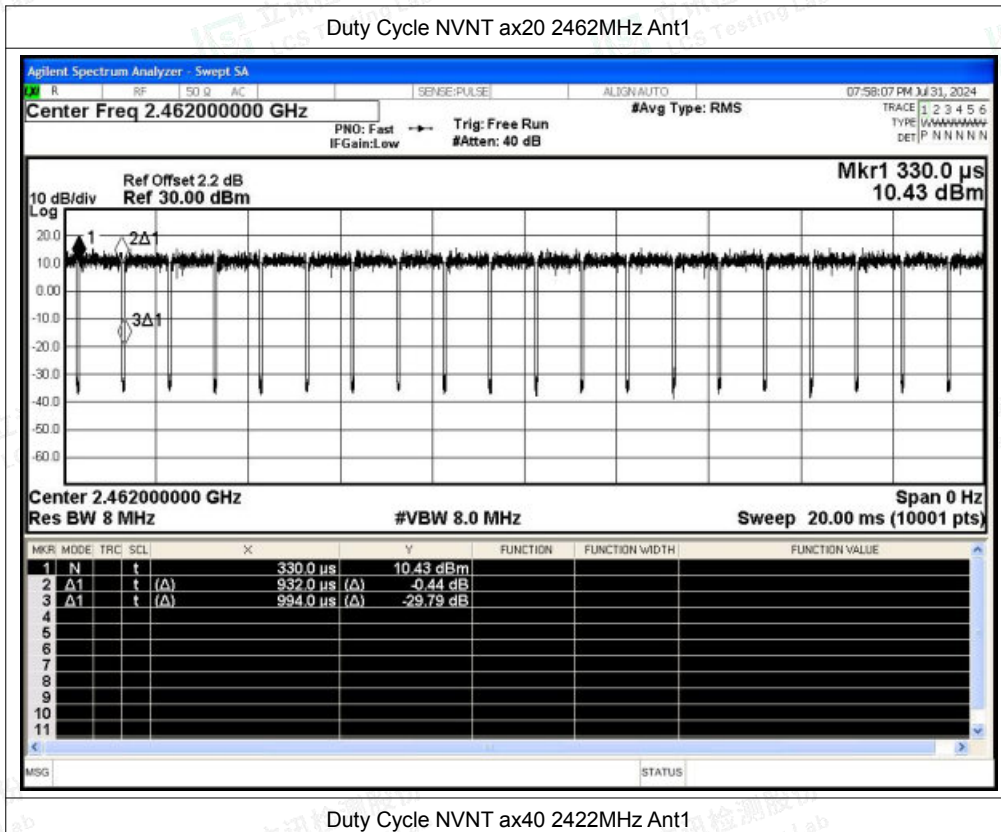 Duty Cycle NVNT ax20 2462MHz Ant1
Agilent Spectrum Analyzer - Swept SA
R RF 50 Ω AC SENSE:PULSE ALIGN AUTO 07:58:07 PM Jul 31, 2024
Center Freq 2.462000000 GHz #Avg Type: RMS TRACE 1 2 3 4 5 6
PNO: Fast Trig: Free Run TYPE
IFGain:Low #Atten: 40 dB DET P N N N N N
Mkr1 330.0 µs
Ref Offset 2.2 dB
10 dB/div Ref 30.00 dBm 10.43 dBm
Log
20.0
1 2Δ1
10.0
0.00
-10.0
3Δ1
-20.0
-30.0
-40.0
-50.0
-60.0
Center 2.462000000 GHz Span 0 Hz
Res BW 8 MHz #VBW 8.0 MHz Sweep 20.00 ms (10001 pts)
MKR MODE TRC SCL X Y FUNCTION FUNCTION WIDTH FUNCTION VALUE
1 N t 330.0 µs 10.43 dBm
2 Δ1 t (Δ) 932.0 µs (Δ) -0.44 dB
3 Δ1 t (Δ) 994.0 µs (Δ) -29.79 dB
4
5
6
7
8
9
10
11
MSG STATUS
Duty Cycle NVNT ax40 2422MHz Ant1